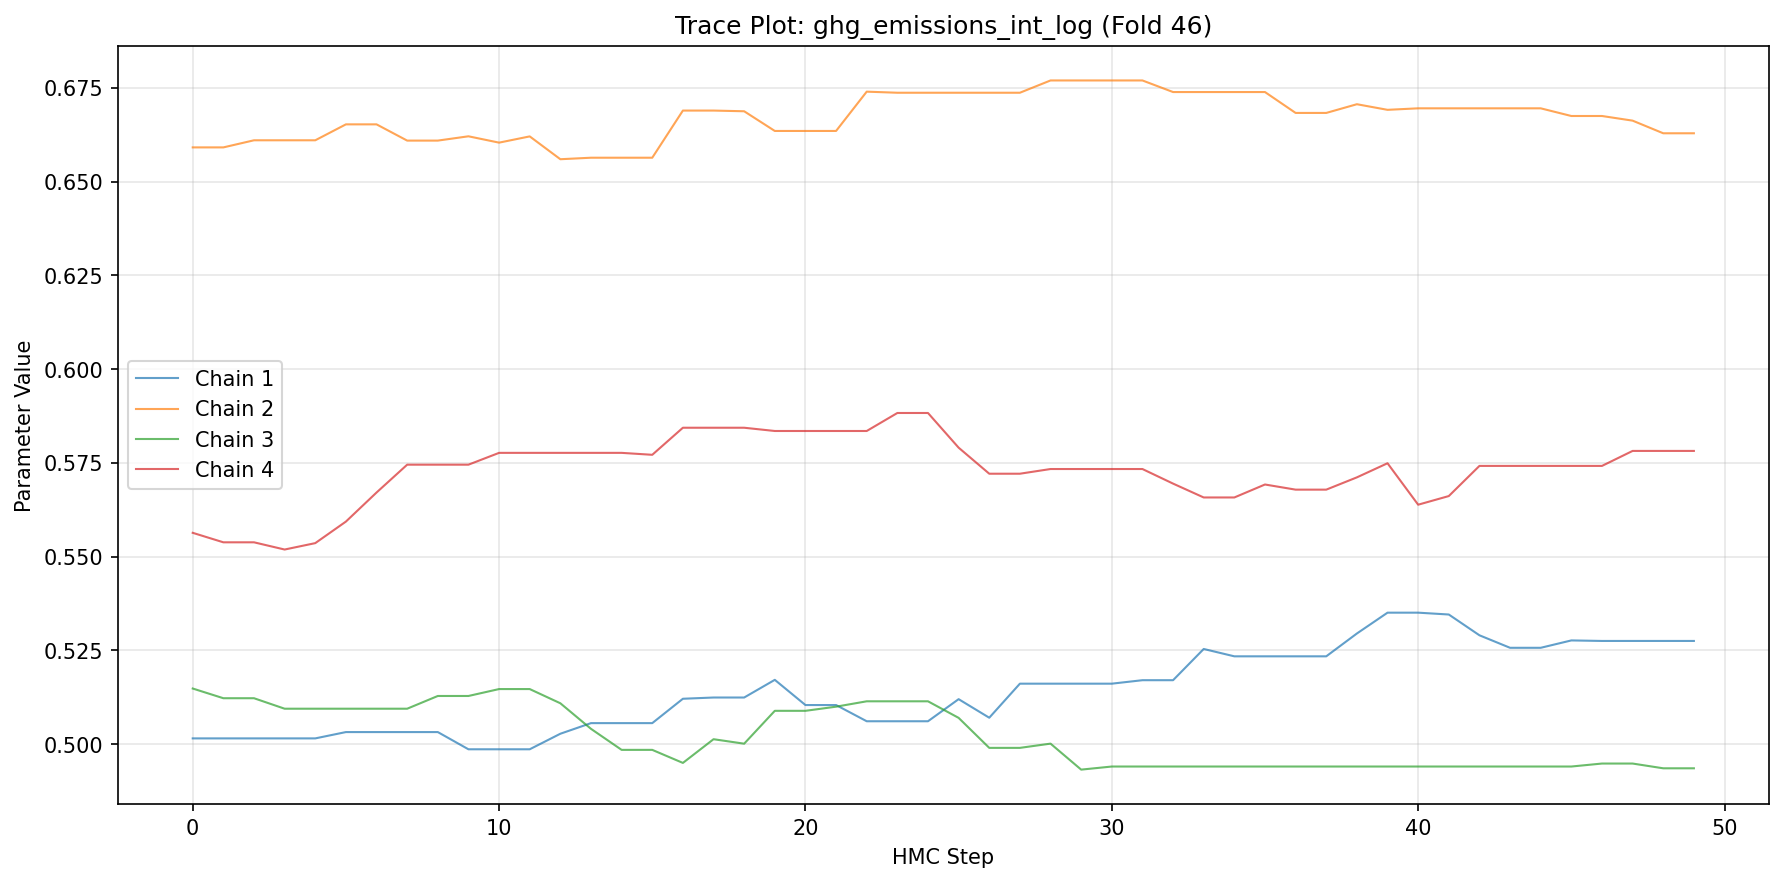 Trace Plot: ghg_emissions_int_log (Fold 46)
Parameter Value
0.675
0.650
0.625
0.600
0.575
0.550
0.525
0.500
Chain 1
Chain 2
Chain 3
Chain 4
0 10 20 30 40 50
HMC Step